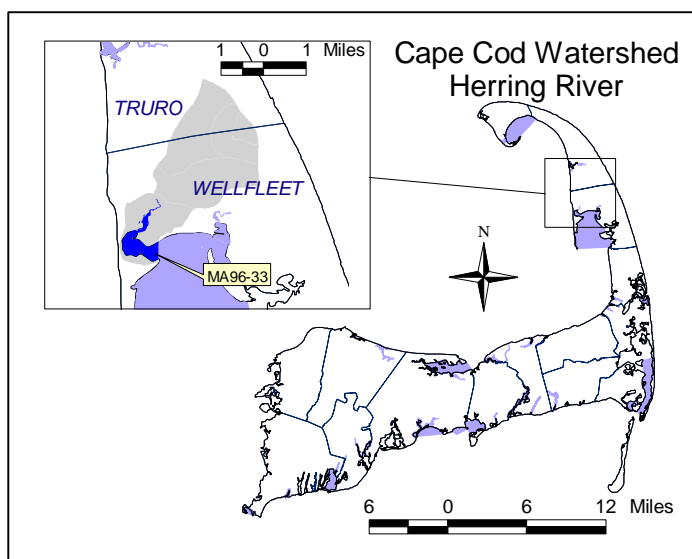 Cape Cod Watershed
Herring River
1 0 1 Miles
TRURO
WELLFLEET
MA96-33
N
6 0 6 12 Miles